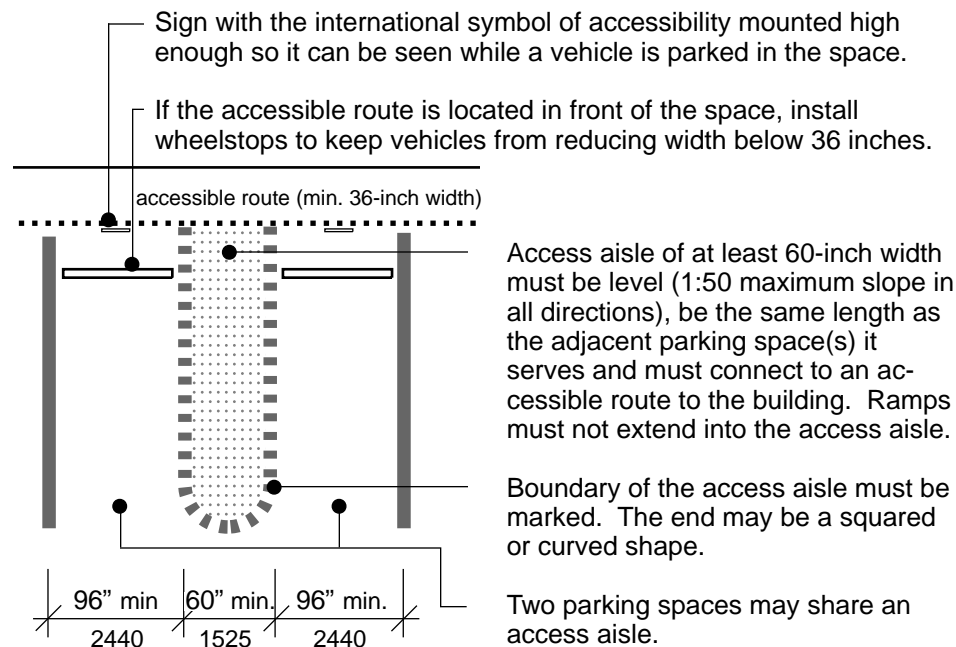 Sign with the international symbol of accessibility mounted high
enough so it can be seen while a vehicle is parked in the space.
If the accessible route is located in front of the space, install
wheelstops to keep vehicles from reducing width below 36 inches.
accessible route (min. 36-inch width)
Access aisle of at least 60-inch width
must be level (1:50 maximum slope in
all directions), be the same length as
the adjacent parking space(s) it
serves and must connect to an ac-
cessible route to the building.  Ramps
must not extend into the access aisle.
Boundary of the access aisle must be
marked.  The end may be a squared
or curved shape.
Two parking spaces may share an
access aisle.
96” min 60” min. 96” min.
2440 1525 2440